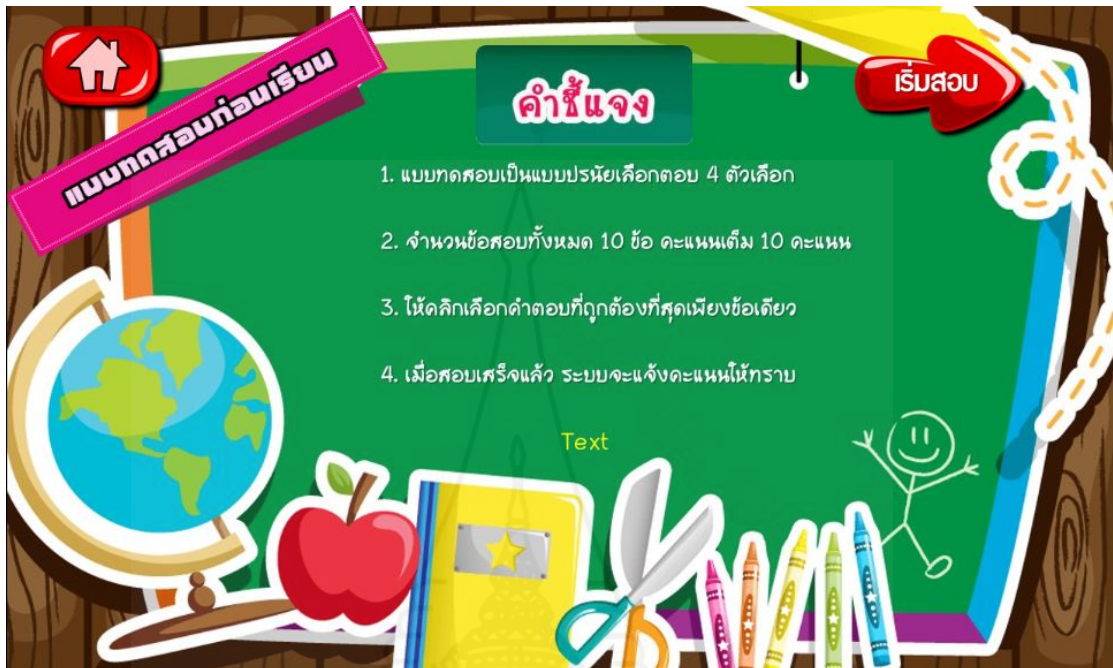 แบบทดสอบก่อนเรียน
คำชี้แจง
เริ่มสอบ
1. แบบทดสอบเป็นแบบปรนัยเลือกตอบ 4 ตัวเลือก
2. จำนวนข้อสอบทั้งหมด 10 ข้อ คะแนนเต็ม 10 คะแนน
3. ให้คลิกเลือกคำตอบที่ถูกต้องที่สุดเพียงข้อเดียว
4. เมื่อสอบเสร็จแล้ว ระบบจะแจ้งคะแนนให้ทราบ
Text